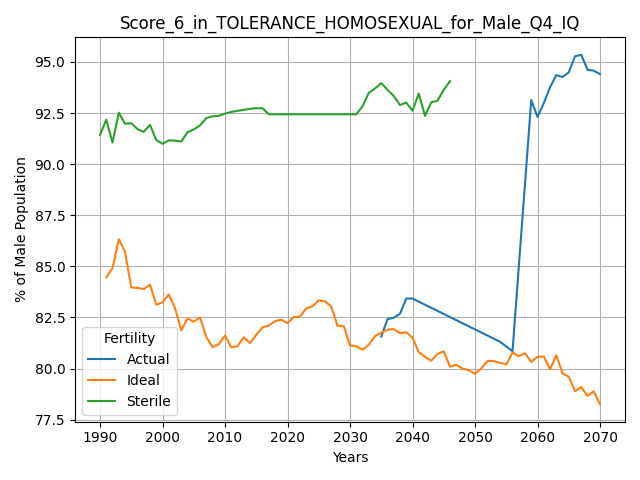 Score_6_in_TOLERANCE_HOMOSEXUAL_for_Male_Q4_IQ
% of Male Population
95.0
92.5
90.0
87.5
85.0
82.5
80.0
77.5
Fertility
Actual
Ideal
Sterile
1990 2000 2010 2020 2030 2040 2050 2060 2070
Years